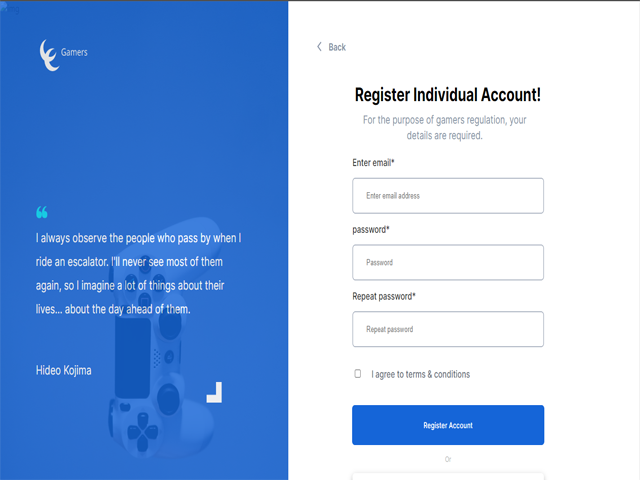 Gamers
I always observe the people who pass by when I
ride an escalator. I'll never see most of them
again, so I imagine a lot of things about their
lives... about the day ahead of them.
Hideo Kojima
Back
Register Individual Account!
For the purpose of gamers regulation, your
details are required.
Enter email*
Enter email address
password*
Password
Repeat password*
Repeat password
I agree to terms & conditions
Register Account
Or